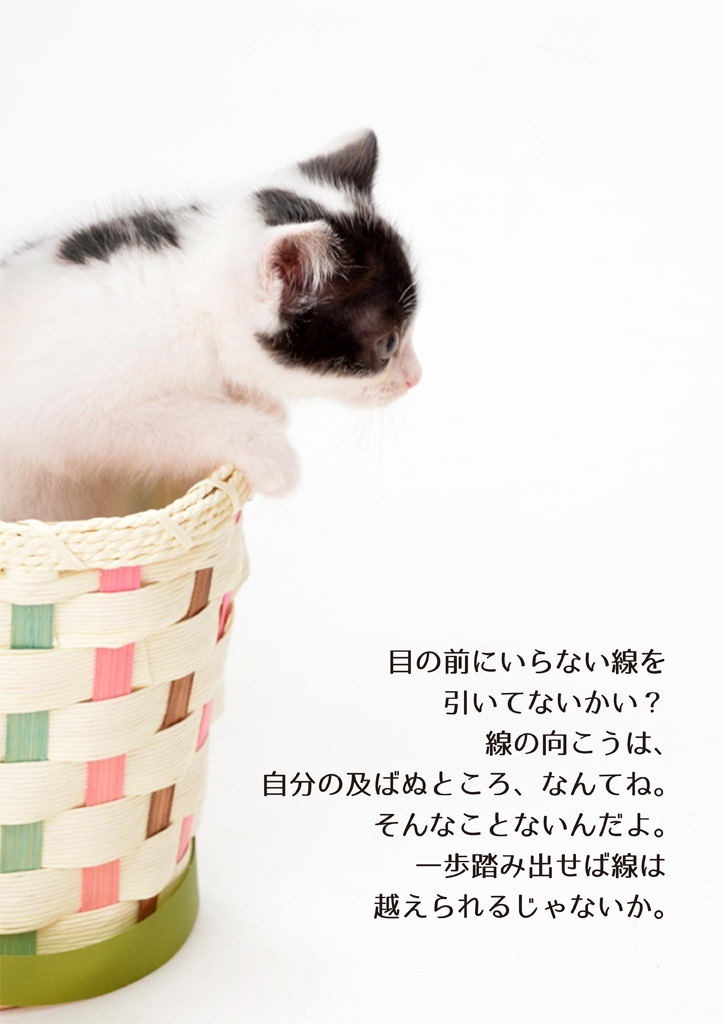 目の前にいらない線を
引いてないかい？
線の向こうは、
自分の及ばぬところ、なんてね。
そんなことないんだよ。
一歩踏み出せば線は
越えられるじゃないか。